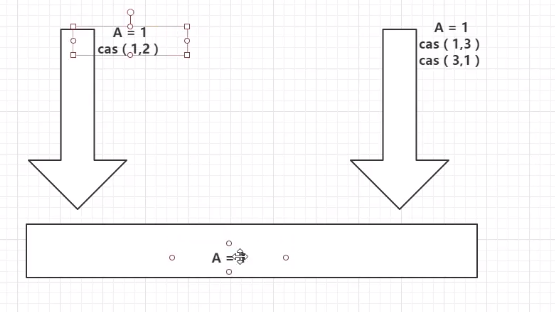 A = 1
cas ( 1,2 )
A = 1
cas ( 1,3 )
cas ( 3,1 )
A =